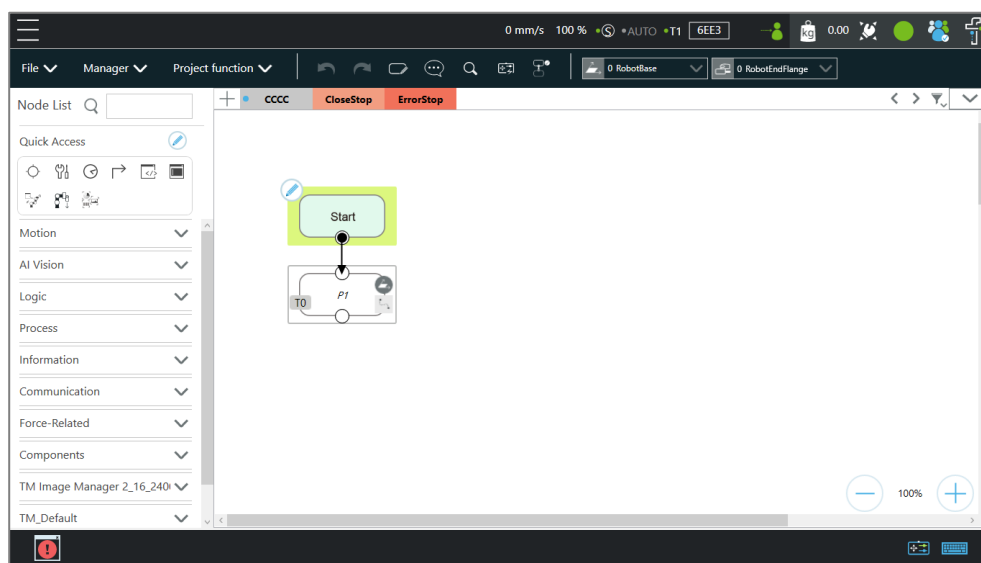 0 mm/s 100 % S AUTO T1 6EE3 kg 0.00
File Manager Project function 0 RobotBase 0 RobotEndFlange
Node List CCCC CloseStop ErrorStop
Quick Access
Start
Motion
AI Vision
Logic
T0 P1
Process
Information
Communication
Force-Related
Components
TM Image Manager 2_16_240
100%
TM_Default